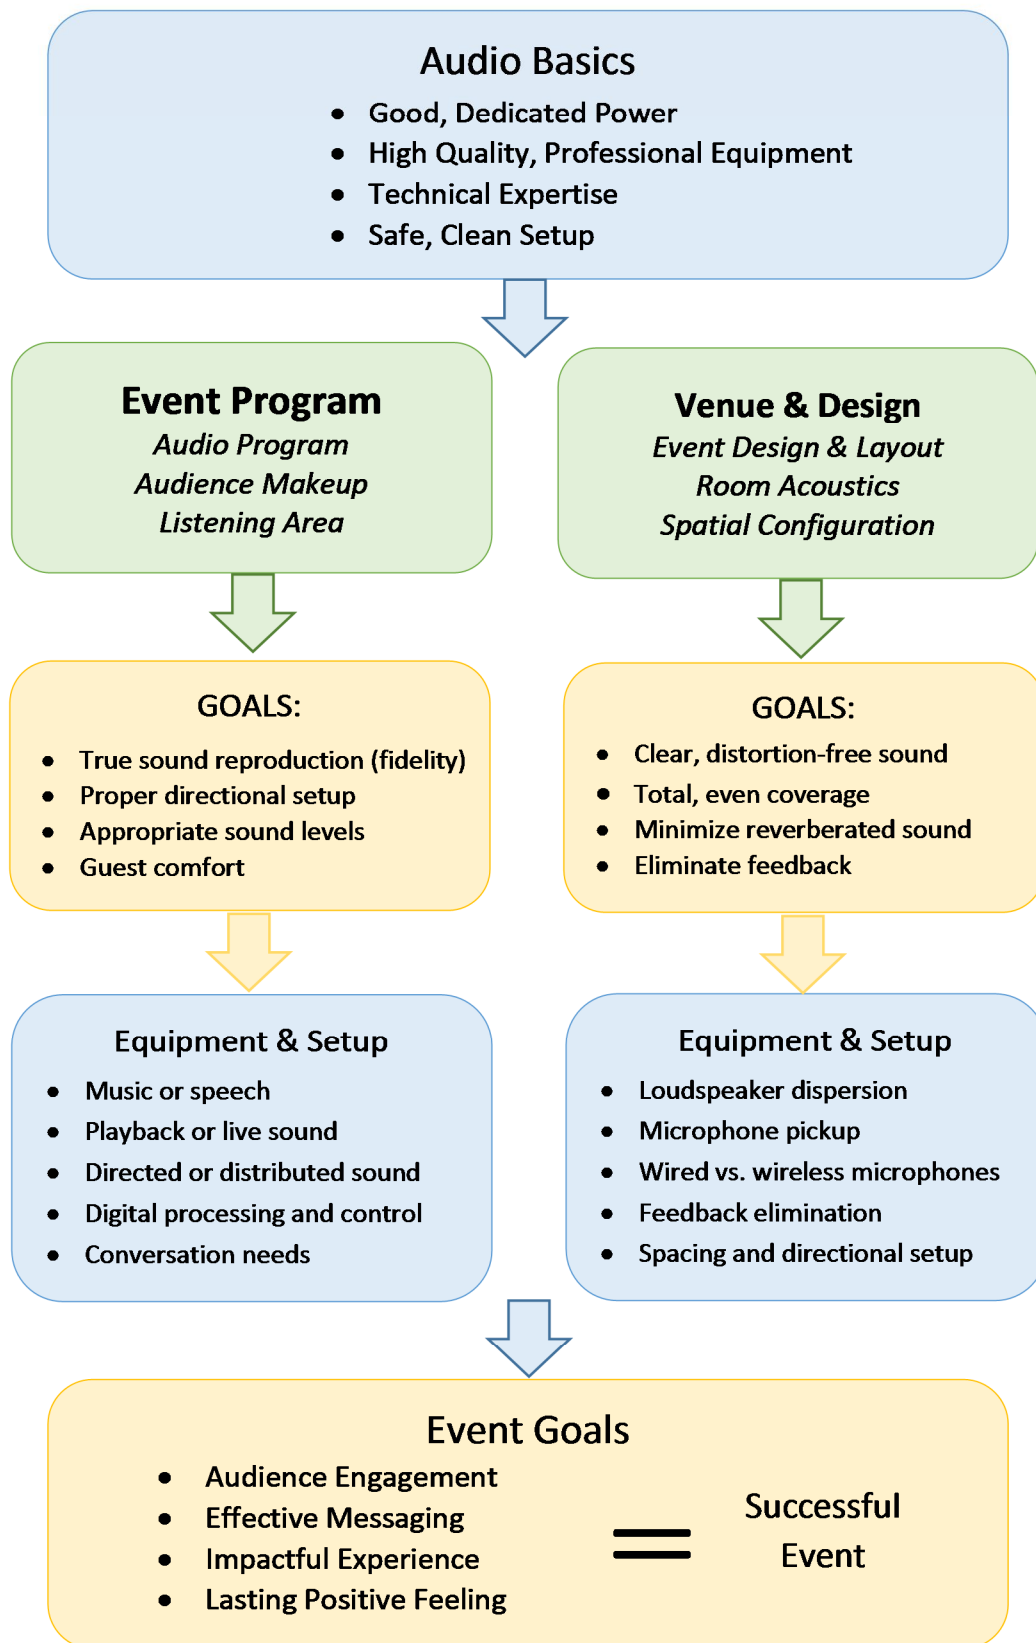 Audio Basics
• Good, Dedicated Power
• High Quality, Professional Equipment
• Technical Expertise
• Safe, Clean Setup
Event Program
Audio Program
Audience Makeup
Listening Area
Venue & Design
Event Design & Layout
Room Acoustics
Spatial Configuration
GOALS:
• True sound reproduction (fidelity)
• Proper directional setup
• Appropriate sound levels
• Guest comfort
GOALS:
• Clear, distortion-free sound
• Total, even coverage
• Minimize reverberated sound
• Eliminate feedback
Equipment & Setup
• Music or speech
• Playback or live sound
• Directed or distributed sound
• Digital processing and control
• Conversation needs
Equipment & Setup
• Loudspeaker dispersion
• Microphone pickup
• Wired vs. wireless microphones
• Feedback elimination
• Spacing and directional setup
Event Goals
• Audience Engagement
• Effective Messaging
• Impactful Experience
• Lasting Positive Feeling
=
Successful
Event